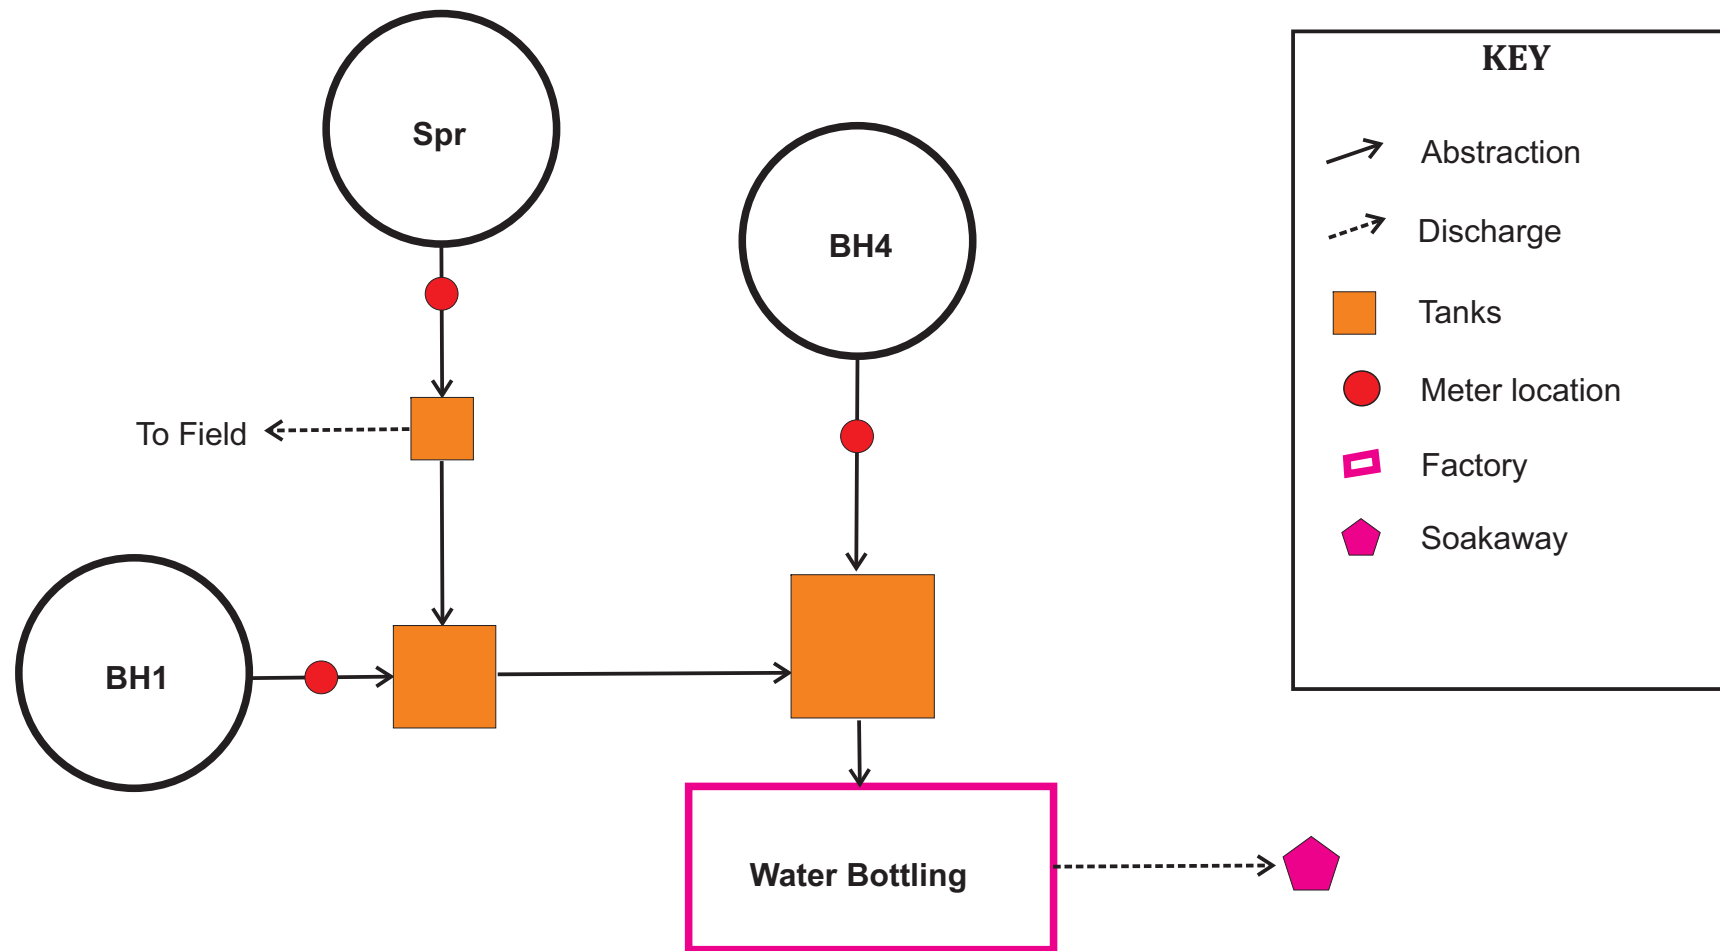 Spr
BH4
To Field
BH1
Water Bottling
KEY
Abstraction
Discharge
Tanks
Meter location
Factory
Soakaway